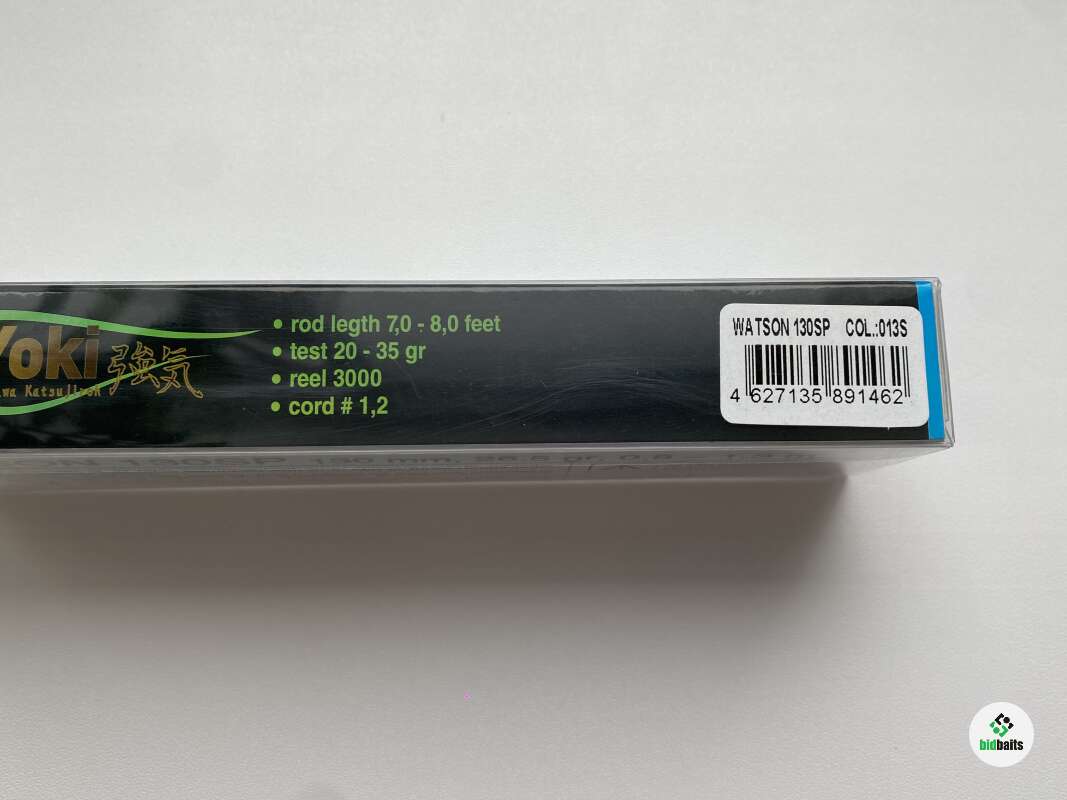 Yoki 強気
• rod legth 7,0 - 8,0 feet
• test 20 - 35 gr
• reel 3000
• cord # 1,2
WATSON 130SP COL.:013S
4 627135 891462
130SP
bidbaits